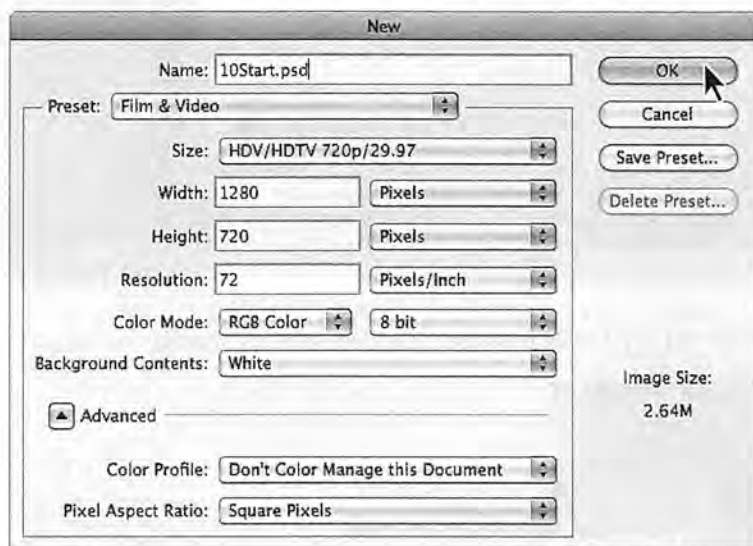 New
Name: 10Start.psd
OK
Preset: Film & Video
Cancel
Size: HDV/HDTV 720p/29.97
Save Preset...
Width: 1280 Pixels
Delete Preset...
Height: 720 Pixels
Resolution: 72 Pixels/Inch
Color Mode: RGB Color 8 bit
Background Contents: White
Image Size:
2.64M
Advanced
Color Profile: Don't Color Manage this Document
Pixel Aspect Ratio: Square Pixels